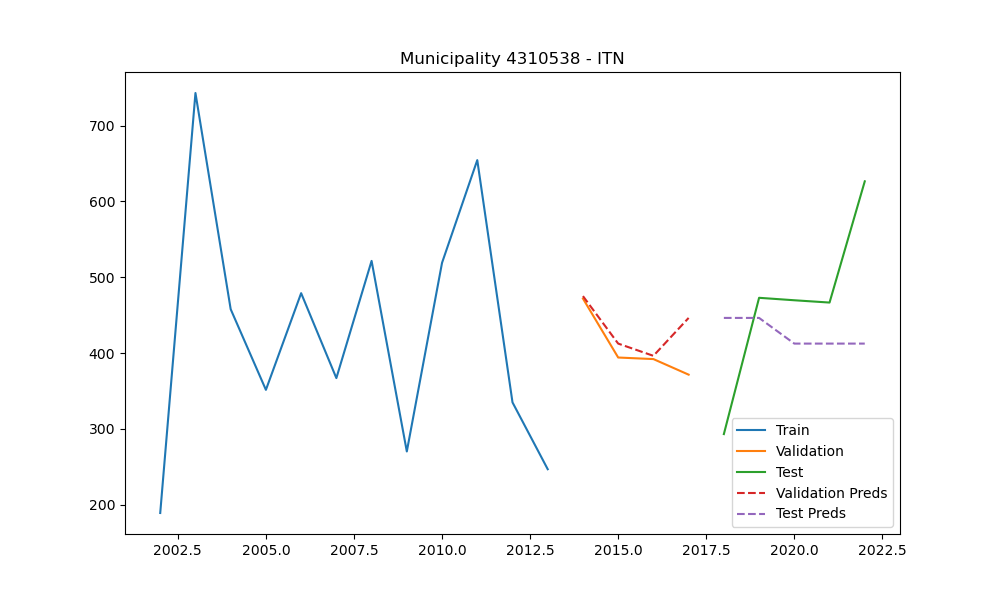 Municipality 4310538 - ITN
700
600
500
400
300
200
2002.5 2005.0 2007.5 2010.0 2012.5 2015.0 2017.5 2020.0 2022.5
Train
Validation
Test
Validation Preds
Test Preds